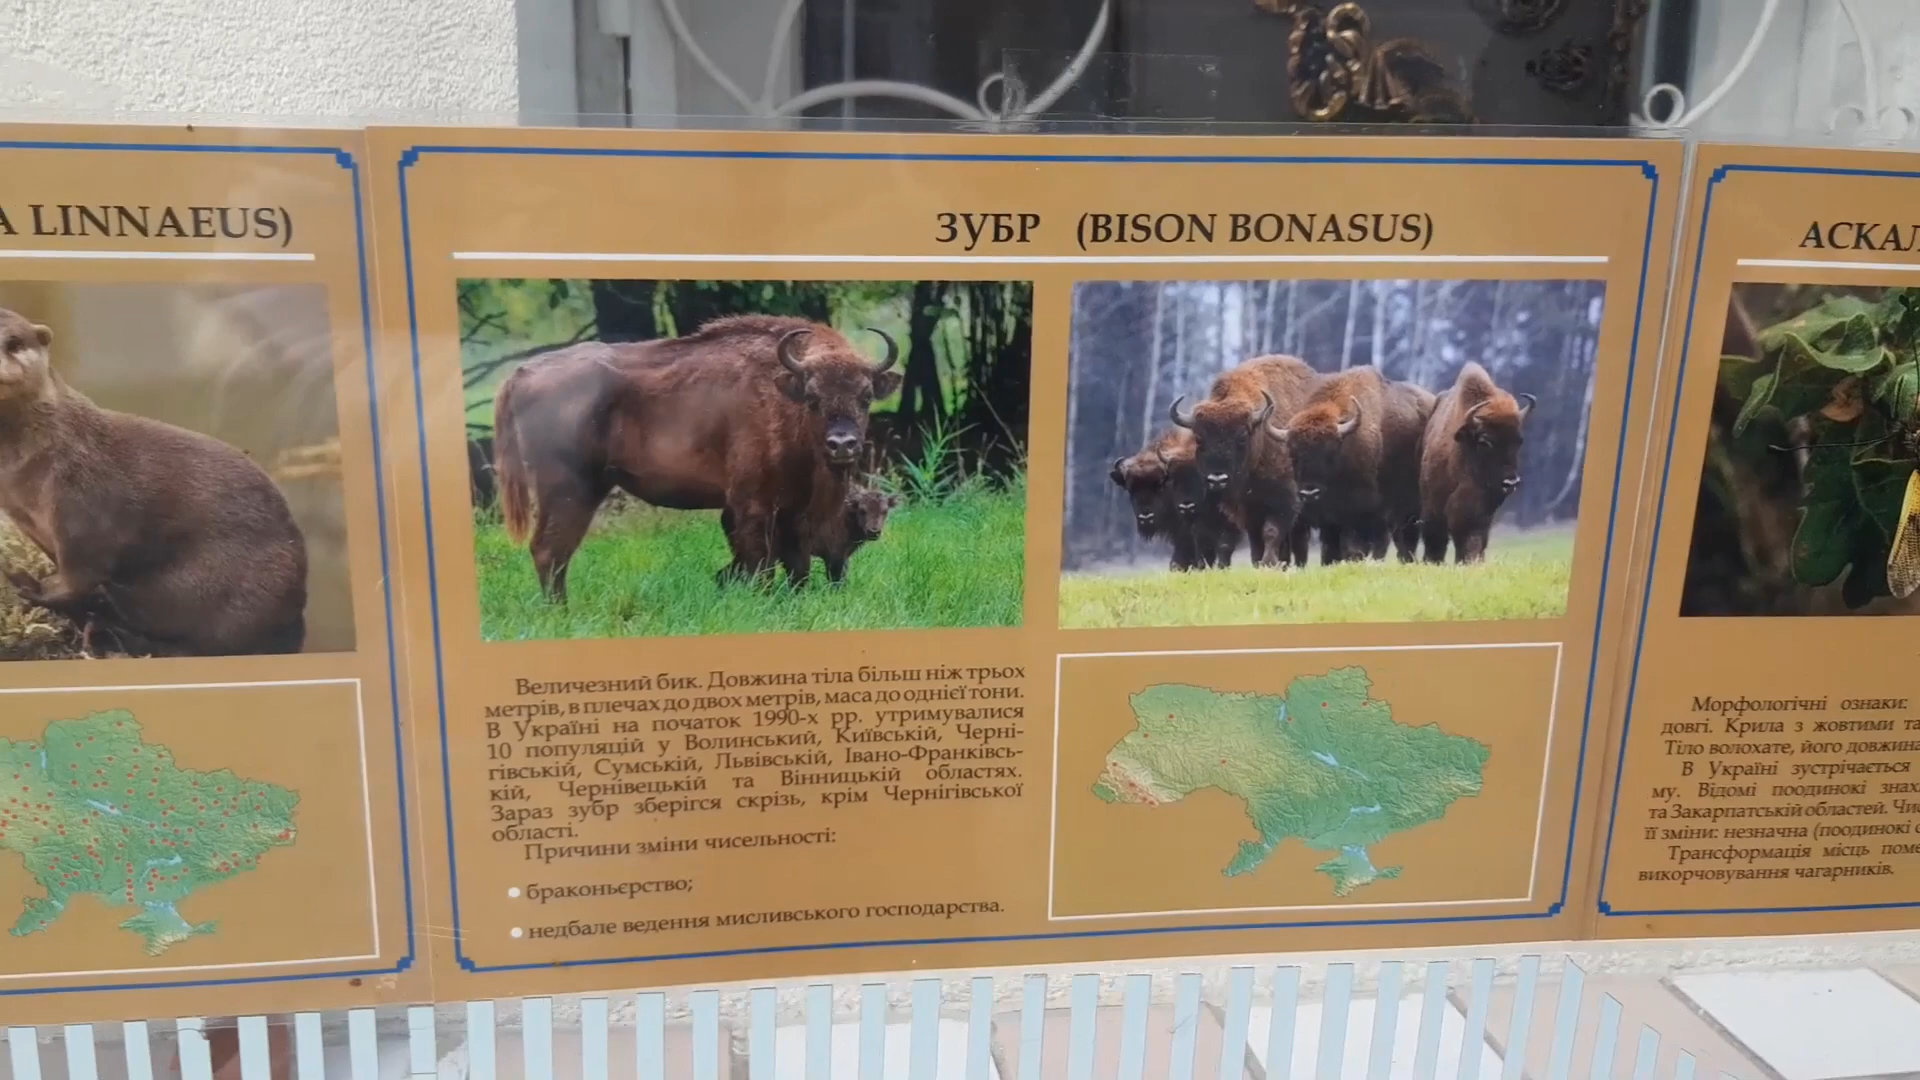 A LINNAEUS)
ЗУБР (BISON BONASUS)
Величезний бик. Довжина тіла більш ніж трьох
метрів, в плечах до двох метрів, маса до однієї тони.
В Україні на початок 1990-х рр. утримувалися
10 популяцій у Волинський, Київській, Черні-
гівській, Сумській, Львівській, Івано-Франківсь-
кій, Чернівецькій та Вінницькій областях.
Зараз зубр зберігся скрізь, крім Чернігівської
області.
Причини зміни чисельності:
браконьєрство;
недбале ведення мисливського господарства.
АСКАЛ
Морфологічні ознаки:
довгі. Крила з жовтими та
Тіло волохате, його довжина
В Україні зустрічається
му. Відомі поодинокі знах
та Закарпатській областей. Чис
її зміни: незначна (поодинокі о
Трансформація місць поме
викорчовування чагарників.